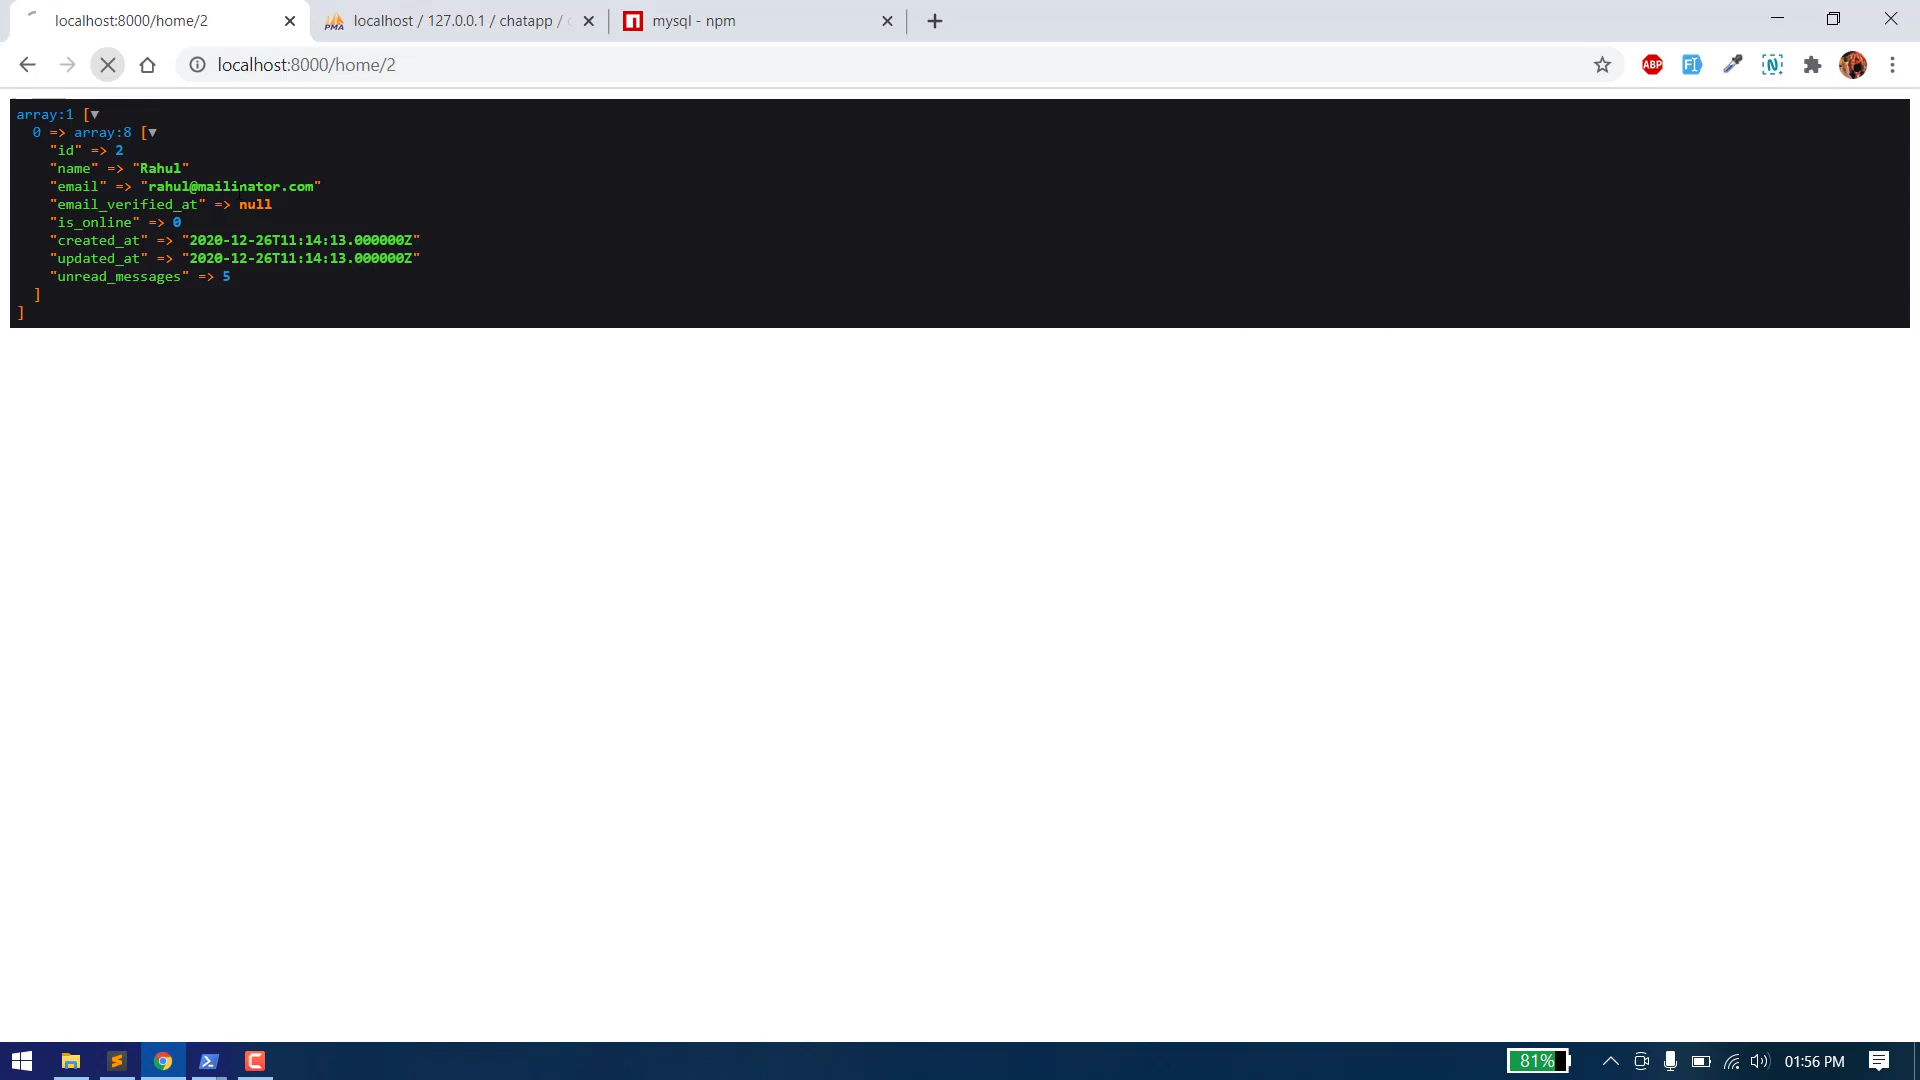 localhost:8000/home/2
localhost / 127.0.0.1 / chatapp /
mysql - npm
localhost:8000/home/2
ABP
array:1 [▼
0 => array:8 [▼
"id" => 2
"name" => "Rahul"
"email" => "rahul@mailinator.com"
"email_verified_at" => null
"is_online" => 0
"created_at" => "2020-12-26T11:14:13.000000Z"
"updated_at" => "2020-12-26T11:14:13.000000Z"
"unread_messages" => 5
]
]
81%
01:56 PM